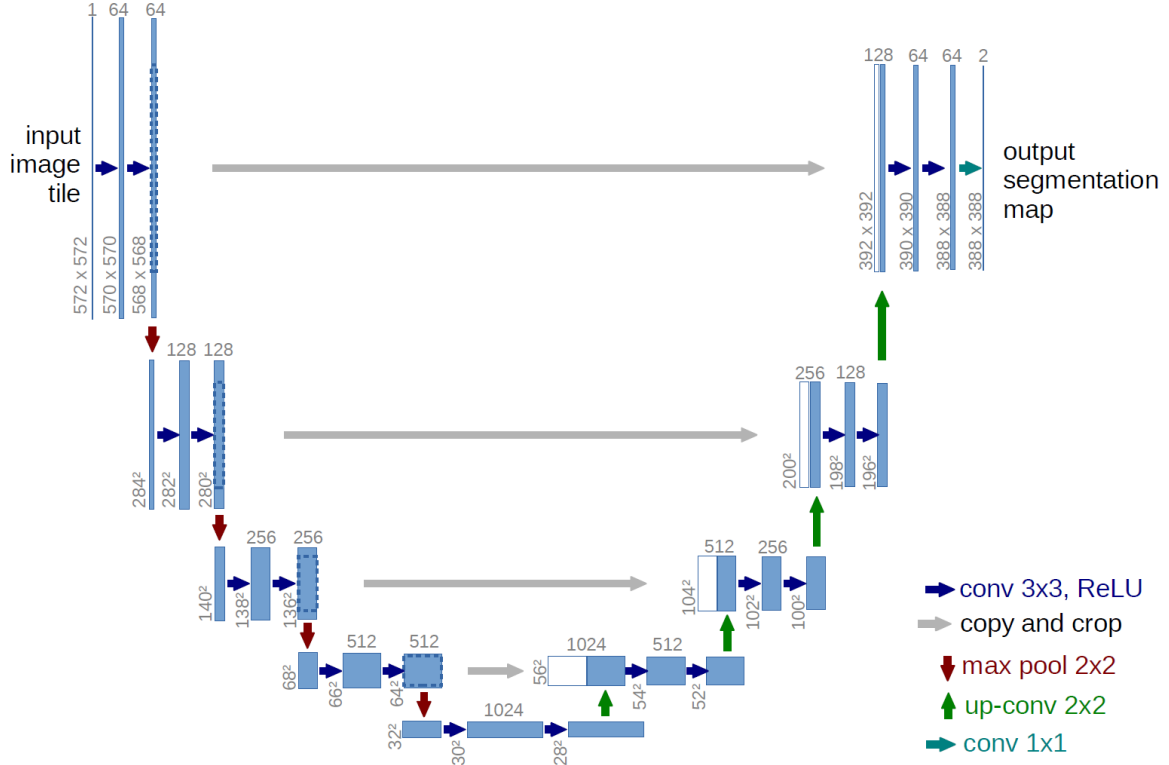 1 64 64
input
image
tile
572 x 572
570 x 570
568 x 568
128 64 64 2
output
segmentation
map
392 x 392
390 x 390
388 x 388
388 x 388
128 128
284²
282²
280²
256 128
200²
198²
196²
256 256
140²
138²
136²
512 256
104²
102²
100²
512 512
68²
66²
64²
1024 512
56²
54²
52²
1024
32²
30²
28²
conv 3x3, ReLU
copy and crop
max pool 2x2
up-conv 2x2
conv 1x1